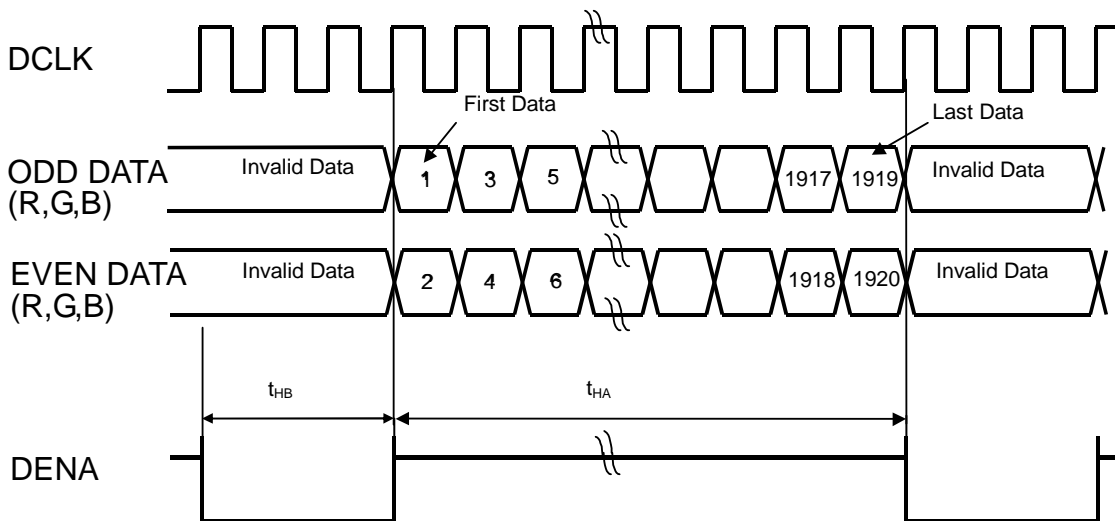 DCLK
First Data
Last Data
ODD DATA
(R,G,B)
Invalid Data
1
3
5
1917
1919
Invalid Data
EVEN DATA
(R,G,B)
Invalid Data
2
4
6
1918
1920
Invalid Data
tHB
tHA
DENA